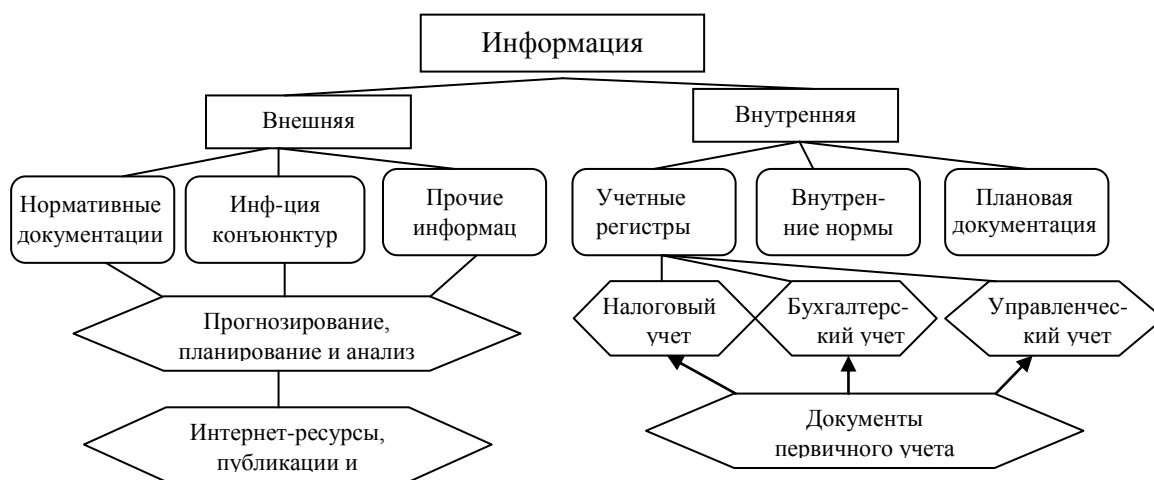 Информация
Внешняя
Внутренняя
Нормативные
документации
Инф-ция
конъюнктур
Прочие
информац
Учетные
регистры
Внутрен-
ние нормы
Плановая
документация
Прогнозирование,
планирование и анализ
Налоговый
учет
Бухгалтерс-
кий учет
Управленчес-
кий учет
Интернет-ресурсы,
публикации и
Документы
первичного учета